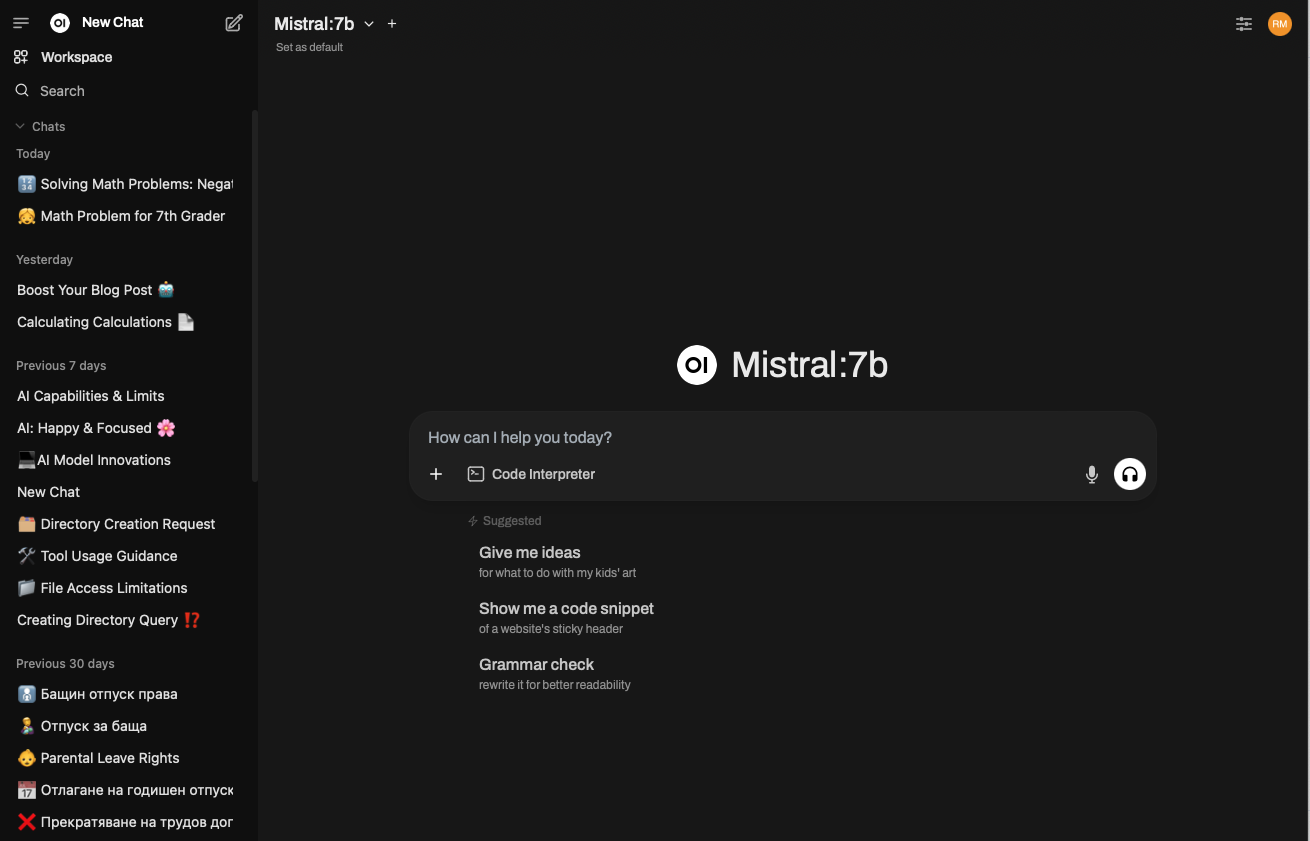 OI New Chat
Workspace
Search
Chats
Today
Solving Math Problems: Negat
Math Problem for 7th Grader
Yesterday
Boost Your Blog Post
Calculating Calculations
Previous 7 days
AI Capabilities & Limits
AI: Happy & Focused
AI Model Innovations
New Chat
Directory Creation Request
Tool Usage Guidance
File Access Limitations
Creating Directory Query ⁉️
Previous 30 days
Бащин отпуск права
Отпуск за баща
Parental Leave Rights
17 Отлагане на годишен отпуск
Прекратяване на трудов дог
Mistral:7b
Set as default
RM
OI Mistral:7b
How can I help you today?
Code Interpreter
Suggested
Give me ideas
for what to do with my kids' art
Show me a code snippet
of a website's sticky header
Grammar check
rewrite it for better readability